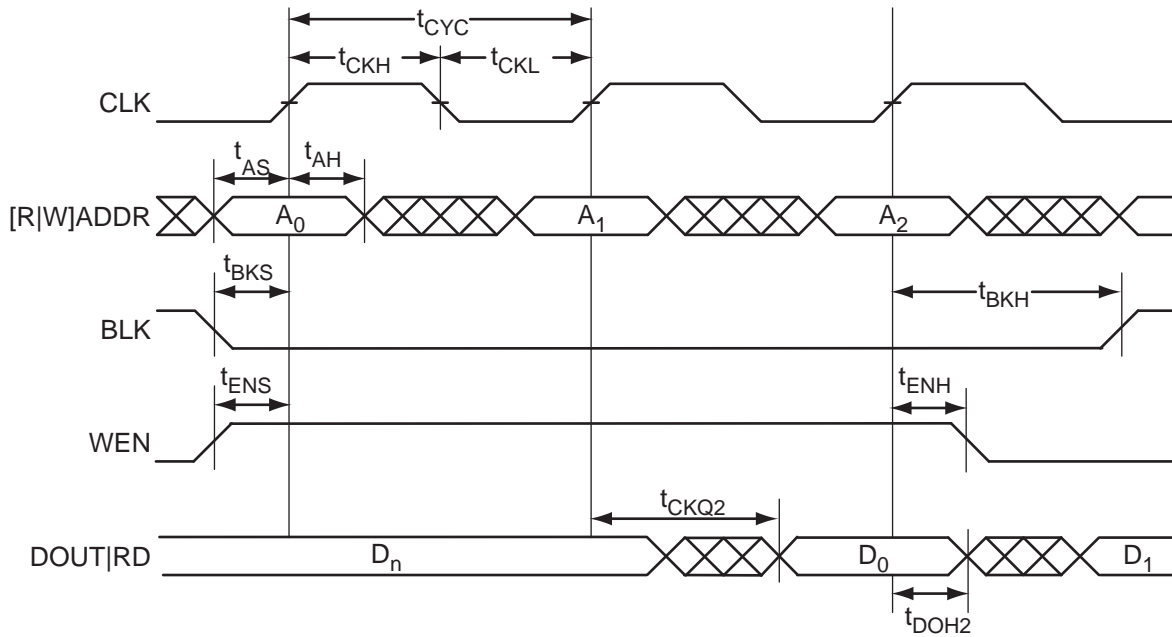 tCYC
tCKH tCKL
CLK
tAS tAH
[R|W]ADDR A0 A1 A2
tBKS tBKH
BLK
tENS tENH
WEN
tCKQ2
DOUT|RD Dn D0 D1
tDOH2